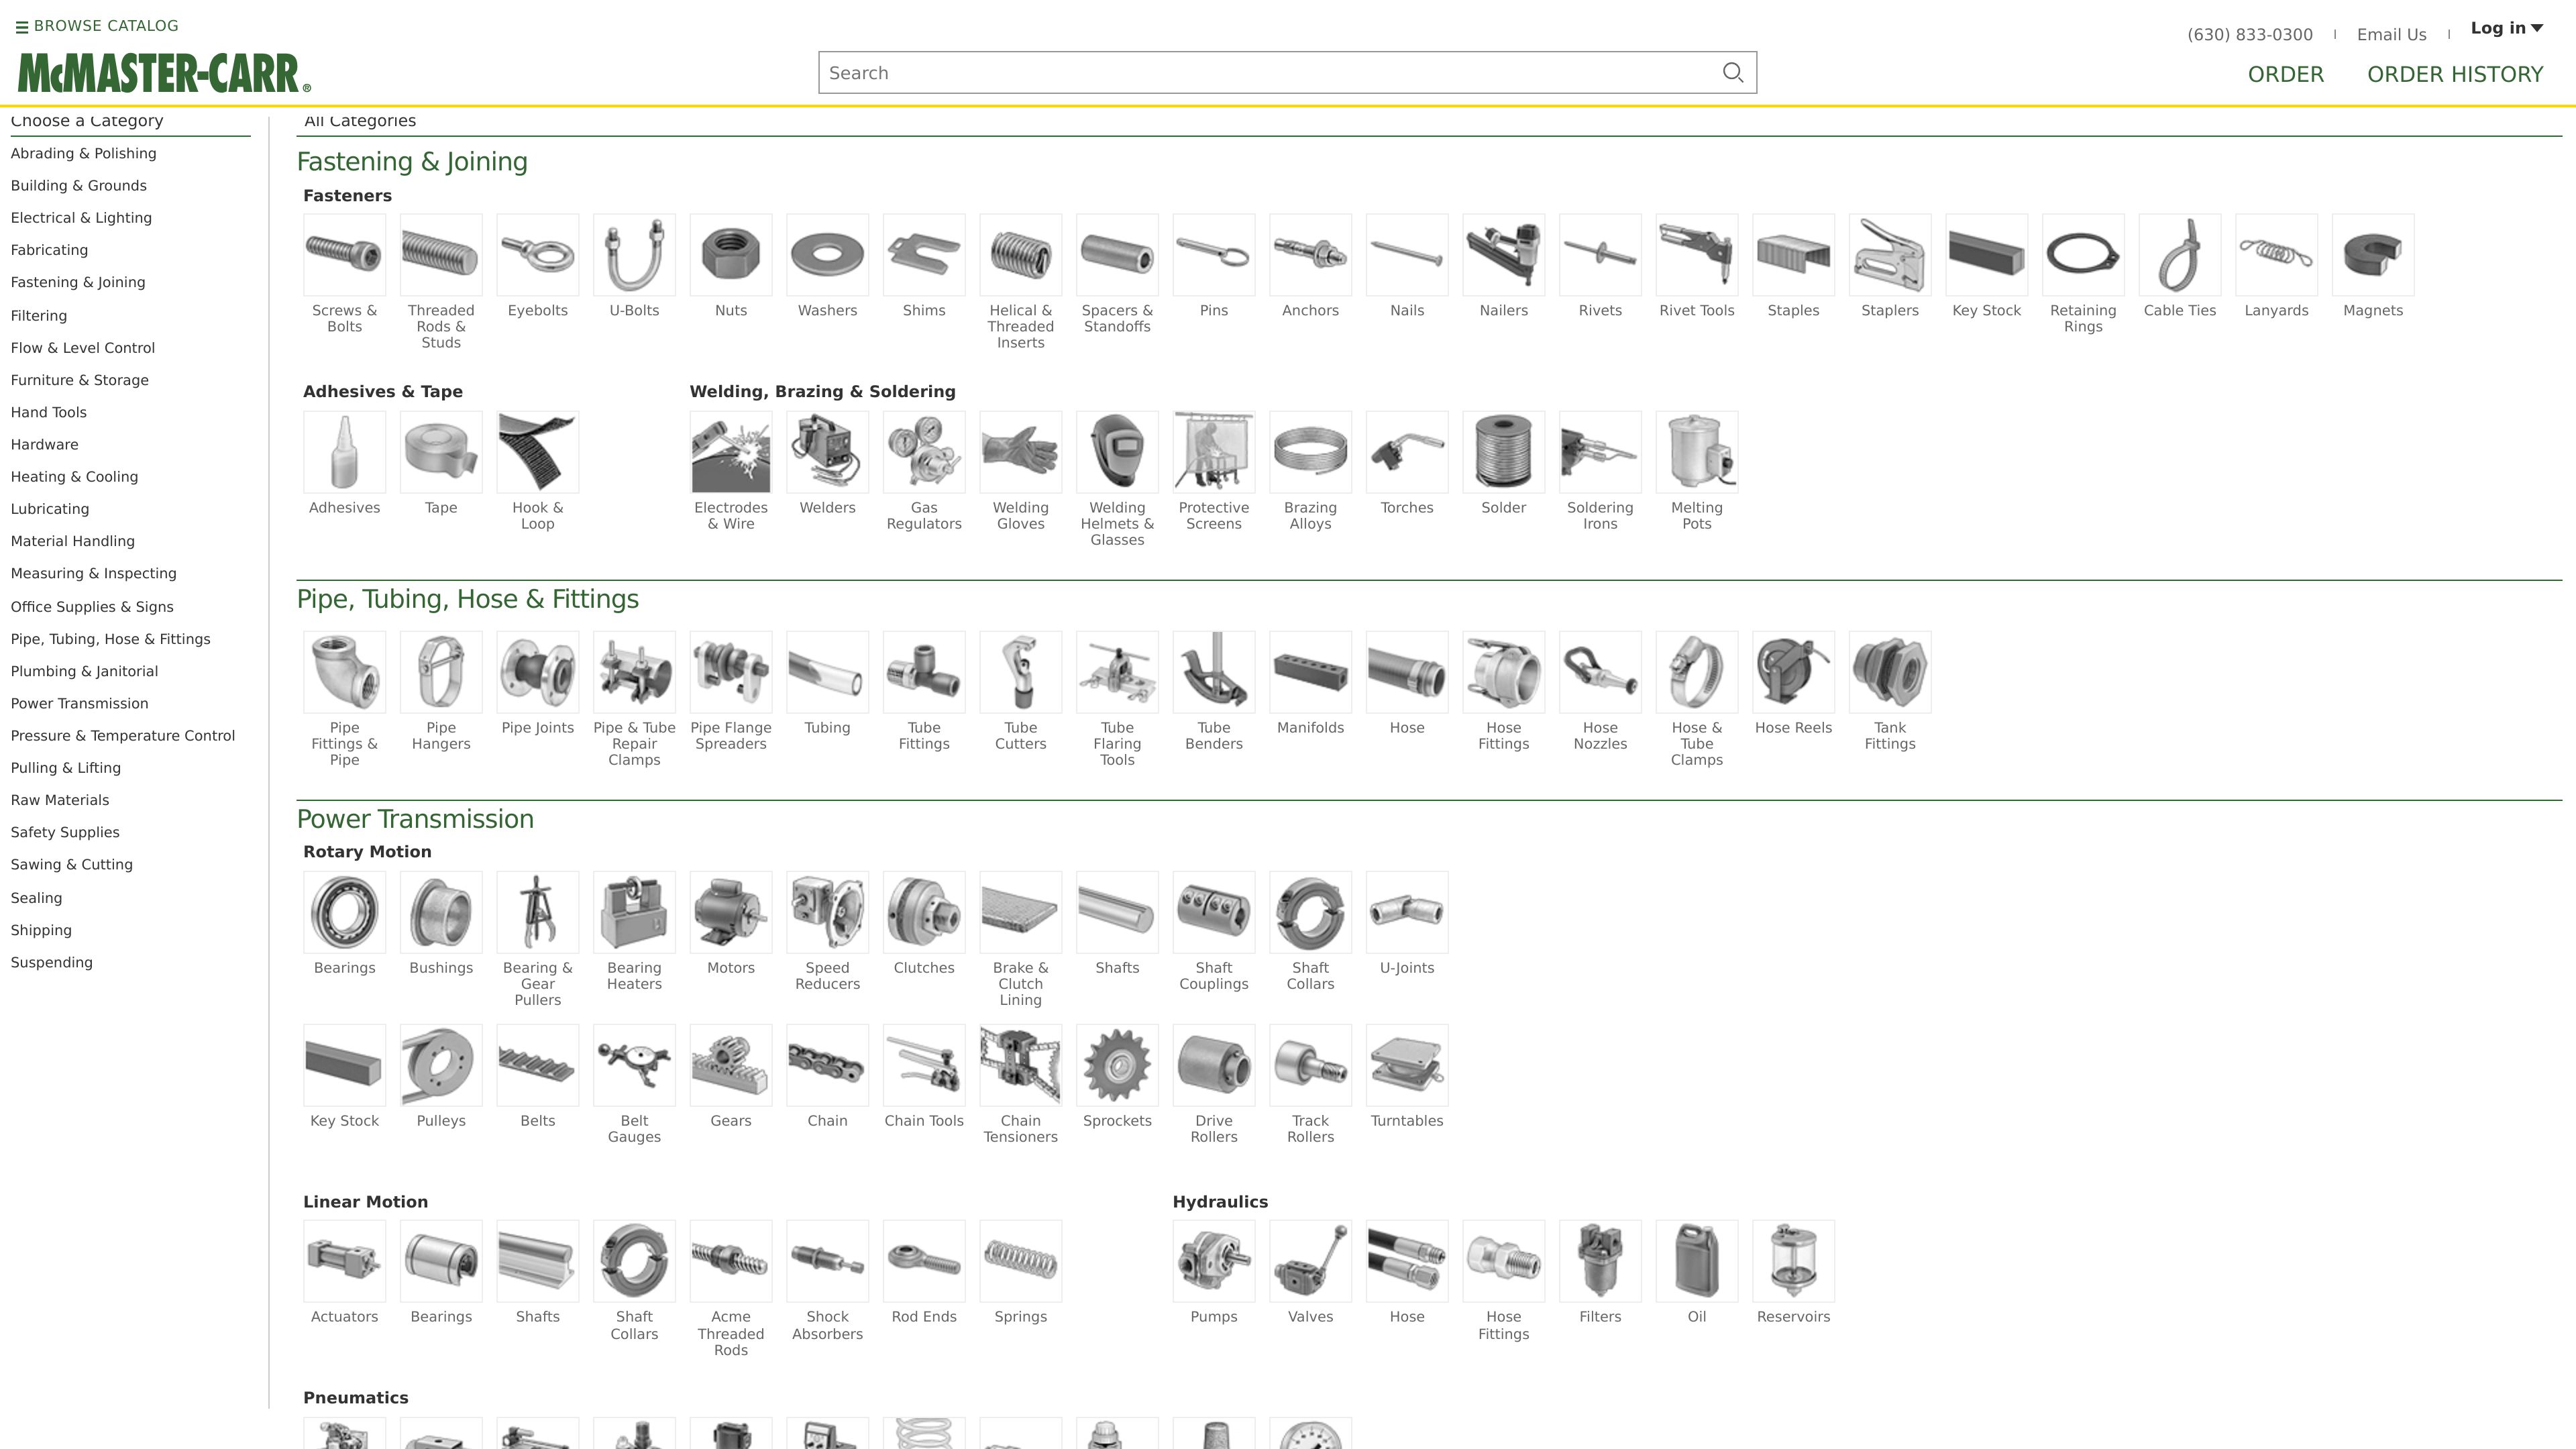 BROWSE CATALOG
McMASTER-CARR®
Search
(630) 833-0300
Email Us
Log in
ORDER
ORDER HISTORY
Choose a Category
Abrading & Polishing
Building & Grounds
Electrical & Lighting
Fabricating
Fastening & Joining
Filtering
Flow & Level Control
Furniture & Storage
Hand Tools
Hardware
Heating & Cooling
Lubricating
Material Handling
Measuring & Inspecting
Office Supplies & Signs
Pipe, Tubing, Hose & Fittings
Plumbing & Janitorial
Power Transmission
Pressure & Temperature Control
Pulling & Lifting
Raw Materials
Safety Supplies
Sawing & Cutting
Sealing
Shipping
Suspending
All Categories
Fastening & Joining
Fasteners
Screws &
Bolts
Threaded
Rods &
Studs
Eyebolts
U-Bolts
Nuts
Washers
Shims
Helical &
Threaded
Inserts
Spacers &
Standoffs
Pins
Anchors
Nails
Nailers
Rivets
Rivet Tools
Staples
Staplers
Key Stock
Retaining
Rings
Cable Ties
Lanyards
Magnets
Adhesives & Tape
Adhesives
Tape
Hook &
Loop
Welding, Brazing & Soldering
Electrodes
& Wire
Welders
Gas
Regulators
Welding
Gloves
Welding
Helmets &
Glasses
Protective
Screens
Brazing
Alloys
Torches
Solder
Soldering
Irons
Melting
Pots
Pipe, Tubing, Hose & Fittings
Pipe
Fittings &
Pipe
Pipe
Hangers
Pipe Joints
Pipe & Tube
Repair
Clamps
Pipe Flange
Spreaders
Tubing
Tube
Fittings
Tube
Cutters
Tube
Flaring
Tools
Tube
Benders
Manifolds
Hose
Hose
Fittings
Hose
Nozzles
Hose &
Tube
Clamps
Hose Reels
Tank
Fittings
Power Transmission
Rotary Motion
Bearings
Bushings
Bearing &
Gear
Pullers
Bearing
Heaters
Motors
Speed
Reducers
Clutches
Brake &
Clutch
Lining
Shafts
Shaft
Couplings
Shaft
Collars
U-Joints
Key Stock
Pulleys
Belts
Belt
Gauges
Gears
Chain
Chain Tools
Chain
Tensioners
Sprockets
Drive
Rollers
Track
Rollers
Turntables
Linear Motion
Actuators
Bearings
Shafts
Shaft
Collars
Acme
Threaded
Rods
Shock
Absorbers
Rod Ends
Springs
Hydraulics
Pumps
Valves
Hose
Hose
Fittings
Filters
Oil
Reservoirs
Pneumatics